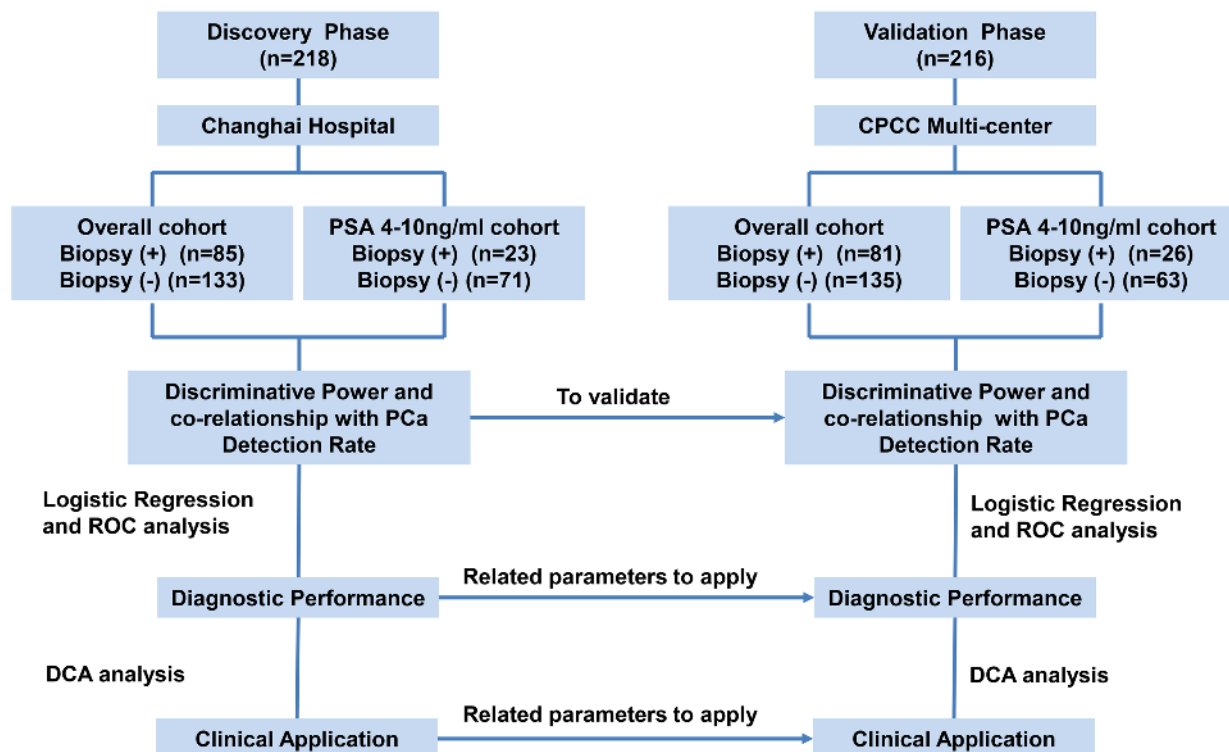 Discovery Phase
(n=218)
Validation Phase
(n=216)
Changhai Hospital
CPCC Multi-center
Overall cohort
Biopsy (+) (n=85)
Biopsy (-) (n=133)
PSA 4-10ng/ml cohort
Biopsy (+) (n=23)
Biopsy (-) (n=71)
Overall cohort
Biopsy (+) (n=81)
Biopsy (-) (n=135)
PSA 4-10ng/ml cohort
Biopsy (+) (n=26)
Biopsy (-) (n=63)
Discriminative Power and
co-relationship with PCa
Detection Rate
To validate
Discriminative Power and
co-relationship with PCa
Detection Rate
Logistic Regression
and ROC analysis
Logistic Regression
and ROC analysis
Diagnostic Performance
Related parameters to apply
Diagnostic Performance
DCA analysis
DCA analysis
Clinical Application
Related parameters to apply
Clinical Application